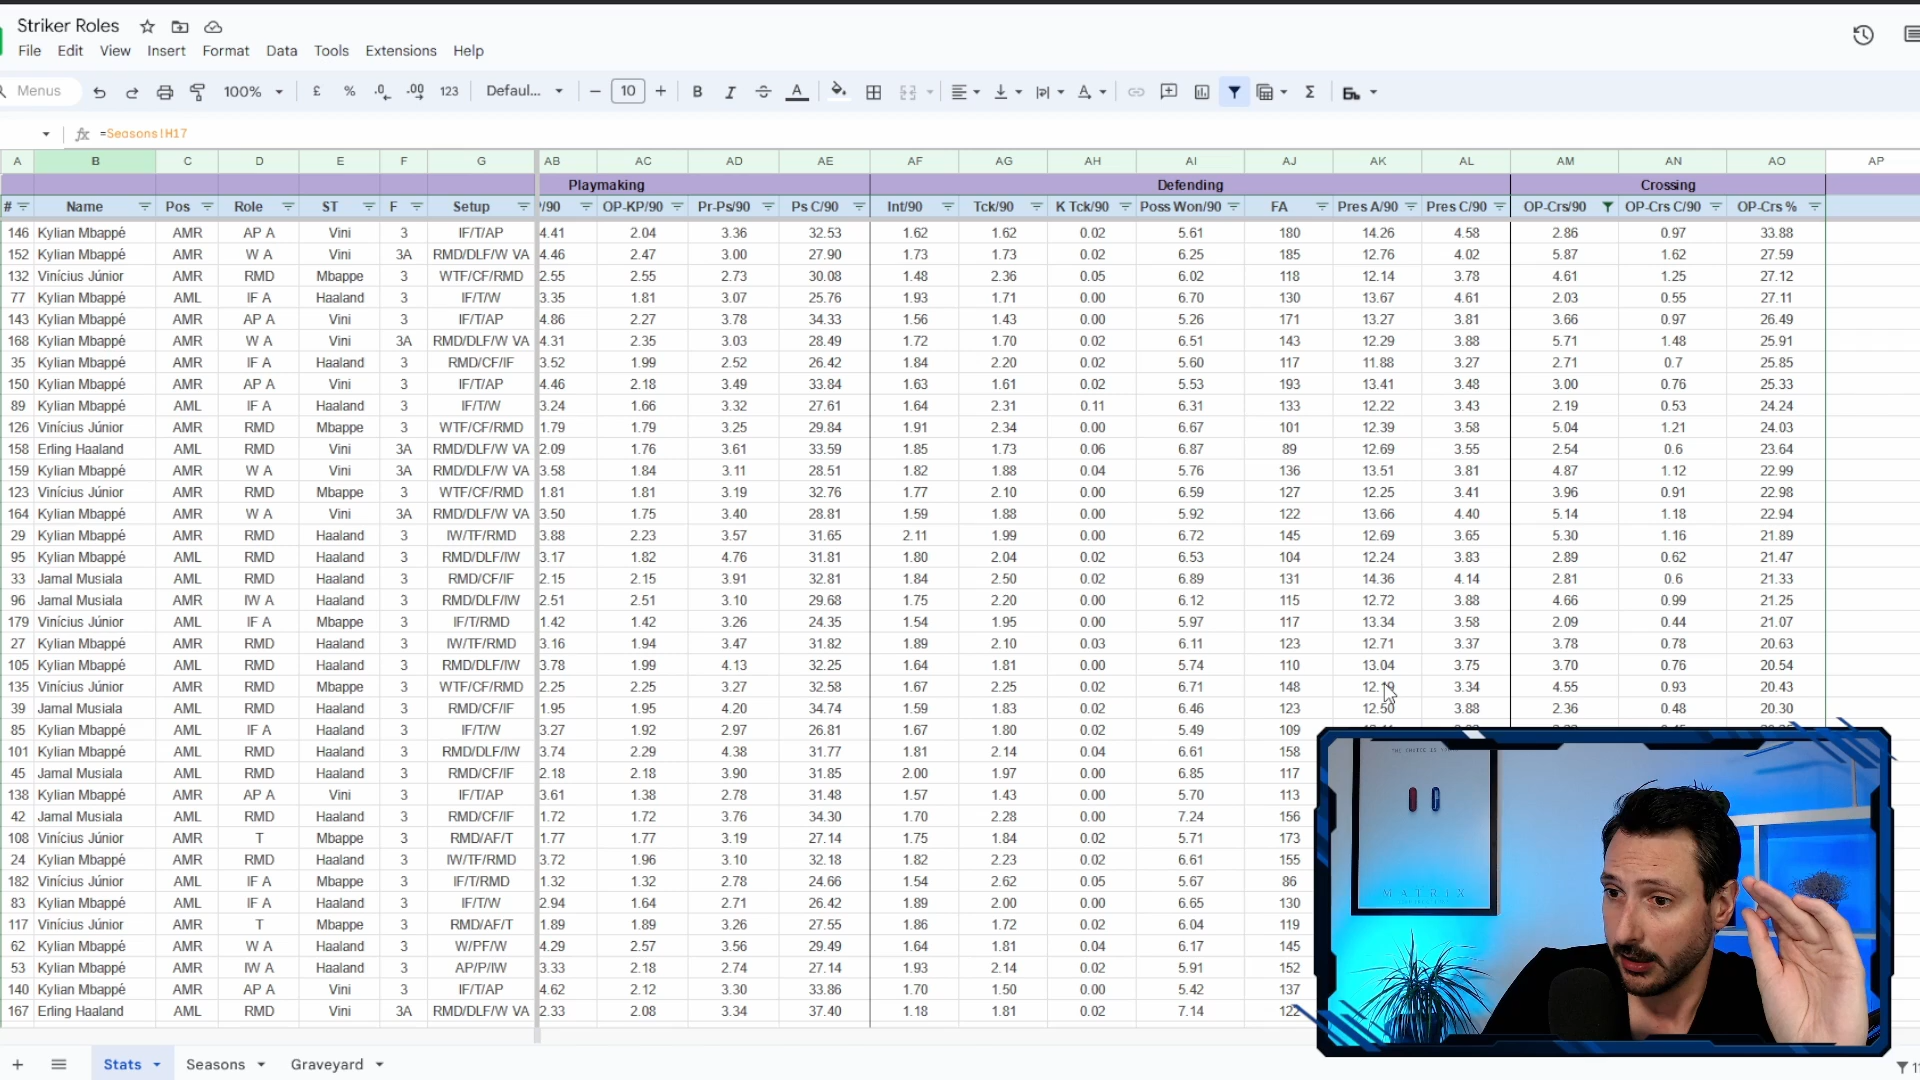 Striker Roles
File Edit View Insert Format Data Tools Extensions Help
Menus 100% £ % .0 .00 123 Defaul... − 10 + B I S A Σ
fx =Seasons!H17
A B C D E F G AB AC AD AE AF AG AH AI AJ AK AL AM AN AO AP
Playmaking Defending Crossing
# Name Pos Role ST F Setup /90 OP-KP/90 Pr-Ps/90 Ps C/90 Int/90 Tck/90 K Tck/90 Poss Won/90 FA Pres A/90 Pres C/90 OP-Crs/90 OP-Crs C/90 OP-Crs %
146 Kylian Mbappé AMR AP A Vini 3 IF/T/AP 4.41 2.04 3.36 32.53 1.62 1.62 0.02 5.61 180 14.26 4.58 2.86 0.97 33.88
152 Kylian Mbappé AMR W A Vini 3A RMD/DLF/W VA 4.46 2.47 3.00 27.90 1.73 1.73 0.02 6.25 185 12.76 4.02 5.87 1.62 27.59
132 Vinícius Júnior AMR RMD Mbappe 3 WTF/CF/RMD 2.55 2.55 2.73 30.08 1.48 2.36 0.05 6.02 118 12.14 3.78 4.61 1.25 27.12
77 Kylian Mbappé AML IF A Haaland 3 IF/T/W 3.35 1.81 3.07 25.76 1.93 1.71 0.00 6.70 130 13.67 4.61 2.03 0.55 27.11
143 Kylian Mbappé AMR AP A Vini 3 IF/T/AP 4.86 2.27 3.78 34.33 1.56 1.43 0.00 5.26 171 13.27 3.81 3.66 0.97 26.49
168 Kylian Mbappé AMR W A Vini 3A RMD/DLF/W VA 4.31 2.35 3.03 28.49 1.72 1.70 0.02 6.51 143 12.29 3.88 5.71 1.48 25.91
35 Kylian Mbappé AMR IF A Haaland 3 RMD/CF/IF 3.52 1.99 2.52 26.42 1.84 2.20 0.02 5.60 117 11.88 3.27 2.71 0.7 25.85
150 Kylian Mbappé AMR AP A Vini 3 IF/T/AP 4.46 2.18 3.49 33.84 1.63 1.61 0.02 5.53 193 13.41 3.48 3.00 0.76 25.33
89 Kylian Mbappé AML IF A Haaland 3 IF/T/W 3.24 1.66 3.32 27.61 1.64 2.31 0.11 6.31 133 12.22 3.43 2.19 0.53 24.24
126 Vinícius Júnior AMR RMD Mbappe 3 WTF/CF/RMD 1.79 1.79 3.25 29.84 1.91 2.34 0.00 6.67 101 12.39 3.58 5.04 1.21 24.03
158 Erling Haaland AML RMD Vini 3A RMD/DLF/W VA 2.09 1.76 3.61 33.59 1.85 1.73 0.06 6.87 89 12.69 3.55 2.54 0.6 23.64
159 Kylian Mbappé AMR W A Vini 3A RMD/DLF/W VA 3.58 1.84 3.11 28.51 1.82 1.88 0.04 5.76 136 13.51 3.81 4.87 1.12 22.99
123 Vinícius Júnior AMR RMD Mbappe 3 WTF/CF/RMD 1.81 1.81 3.19 32.76 1.77 2.10 0.00 6.59 127 12.25 3.41 3.96 0.91 22.98
164 Kylian Mbappé AMR W A Vini 3A RMD/DLF/W VA 3.50 1.75 3.40 28.81 1.59 1.88 0.00 5.92 122 13.66 4.40 5.14 1.18 22.94
29 Kylian Mbappé AMR RMD Haaland 3 IW/TF/RMD 3.88 2.23 3.57 31.65 2.11 1.99 0.00 6.72 145 12.69 3.65 5.30 1.16 21.89
95 Kylian Mbappé AML RMD Haaland 3 RMD/DLF/IW 3.17 1.82 4.76 31.81 1.80 2.04 0.02 6.53 104 12.24 3.83 2.89 0.62 21.47
33 Jamal Musiala AML RMD Haaland 3 RMD/CF/IF 2.15 2.15 3.91 32.81 1.84 2.50 0.02 6.89 131 14.36 4.14 2.81 0.6 21.33
96 Jamal Musiala AMR IW A Haaland 3 RMD/DLF/IW 2.51 2.51 3.10 29.68 1.75 2.20 0.00 6.12 115 12.72 3.88 4.66 0.99 21.25
179 Vinícius Júnior AML IF A Mbappe 3 IF/T/RMD 1.42 1.42 3.26 24.35 1.54 1.95 0.00 5.97 117 13.34 3.58 2.09 0.44 21.07
27 Kylian Mbappé AMR RMD Haaland 3 IW/TF/RMD 3.16 1.94 3.47 31.82 1.89 2.10 0.03 6.11 123 12.71 3.37 3.78 0.78 20.63
105 Kylian Mbappé AML RMD Haaland 3 RMD/DLF/IW 3.78 1.99 4.13 32.25 1.64 1.81 0.00 5.74 110 13.04 3.75 3.70 0.76 20.54
135 Vinícius Júnior AMR RMD Mbappe 3 WTF/CF/RMD 2.25 2.25 3.27 32.58 1.67 2.25 0.02 6.71 148 12.19 3.34 4.55 0.93 20.43
39 Jamal Musiala AML RMD Haaland 3 RMD/CF/IF 1.95 1.95 4.20 34.74 1.59 1.83 0.02 6.46 123 12.50 3.88 2.36 0.48 20.30
85 Kylian Mbappé AML IF A Haaland 3 IF/T/W 3.27 1.92 2.97 26.81 1.67 1.80 0.02 5.49 109
101 Kylian Mbappé AML RMD Haaland 3 RMD/DLF/IW 3.74 2.29 4.38 31.77 1.81 2.14 0.04 6.61 158
45 Jamal Musiala AML RMD Haaland 3 RMD/CF/IF 2.18 2.18 3.90 31.85 2.00 1.97 0.00 6.85 117
138 Kylian Mbappé AMR AP A Vini 3 IF/T/AP 3.61 1.38 2.78 31.48 1.57 1.43 0.00 5.70 113
42 Jamal Musiala AML RMD Haaland 3 RMD/CF/IF 1.72 1.72 3.76 34.30 1.70 2.28 0.00 7.24 156
108 Vinícius Júnior AMR T Mbappe 3 RMD/AF/T 1.77 1.77 3.19 27.14 1.75 1.84 0.02 5.71 173
24 Kylian Mbappé AMR RMD Haaland 3 IW/TF/RMD 3.72 1.96 3.10 32.18 1.82 2.23 0.02 6.61 155
182 Vinícius Júnior AML IF A Mbappe 3 IF/T/RMD 1.32 1.32 2.78 24.66 1.54 2.62 0.05 5.67 86
83 Kylian Mbappé AML IF A Haaland 3 IF/T/W 2.94 1.64 2.71 26.42 1.89 2.00 0.00 6.65 130
117 Vinícius Júnior AMR T Mbappe 3 RMD/AF/T 1.89 1.89 3.26 27.55 1.86 1.72 0.02 6.04 119
62 Kylian Mbappé AMR W A Haaland 3 W/PF/W 4.29 2.57 3.56 29.49 1.64 1.81 0.04 6.17 145
53 Kylian Mbappé AMR IW A Haaland 3 AP/P/IW 3.33 2.18 2.74 27.14 1.93 2.14 0.02 5.91 152
140 Kylian Mbappé AMR AP A Vini 3 IF/T/AP 4.62 2.12 3.30 33.86 1.70 1.50 0.00 5.42 137
167 Erling Haaland AML RMD Vini 3A RMD/DLF/W VA 2.33 2.08 3.34 37.40 1.18 1.81 0.02 7.14 122
MATRIX
+ Stats Seasons Graveyard